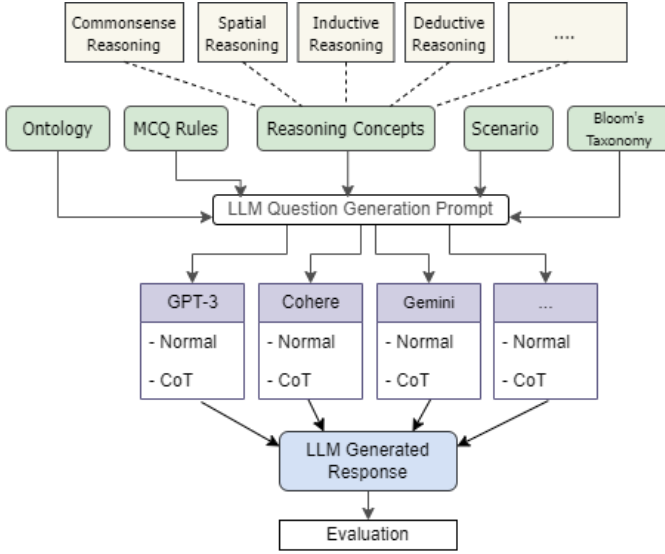 Commonsense
Reasoning
Spatial
Reasoning
Inductive
Reasoning
Deductive
Reasoning
....
Ontology
MCQ Rules
Reasoning Concepts
Scenario
Bloom's
Taxonomy
LLM Question Generation Prompt
GPT-3
- Normal
- CoT
Cohere
- Normal
- CoT
Gemini
- Normal
- CoT
...
- Normal
- CoT
LLM Generated
Response
Evaluation